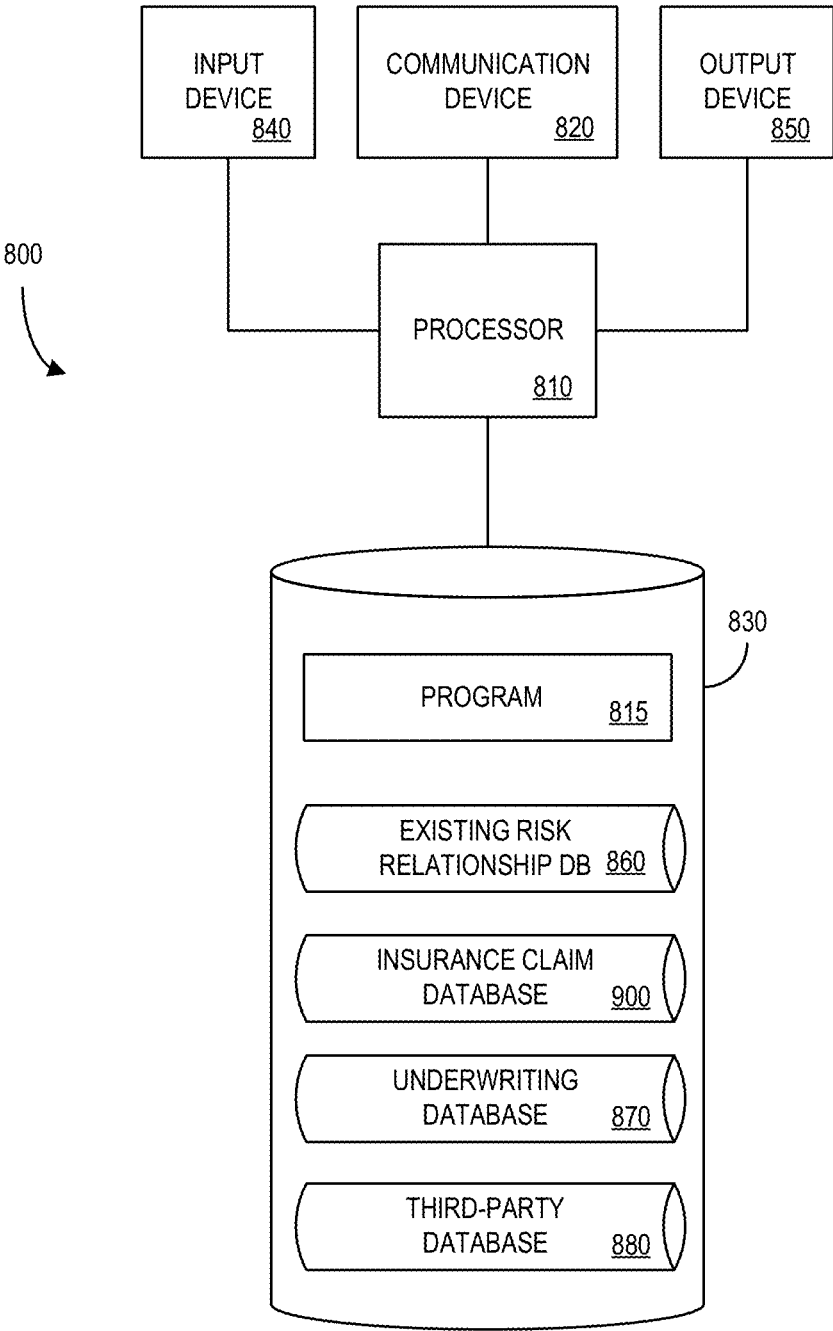 INPUT
DEVICE
840
COMMUNICATION
DEVICE
820
OUTPUT
DEVICE
850
800
PROCESSOR
810
830
PROGRAM
815
EXISTING RISK
RELATIONSHIP DB 860
INSURANCE CLAIM
DATABASE
900
UNDERWRITING
DATABASE
870
THIRD-PARTY
DATABASE
880